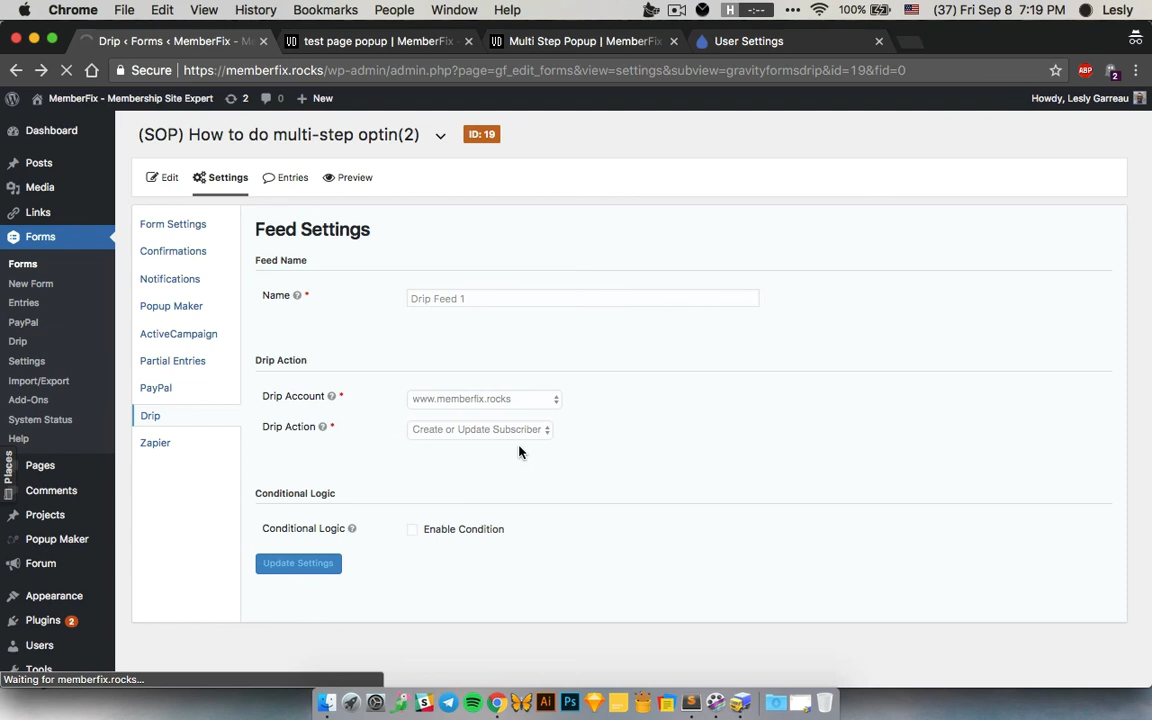 Chrome File Edit View History Bookmarks People Window Help
H -:-- 100% (37) Fri Sep 8 7:19 PM Lesly
Drip ‹ Forms ‹ MemberFix - M
test page popup | MemberFix -
Multi Step Popup | MemberFix
User Settings
Secure https://memberfix.rocks/wp-admin/admin.php?page=gf_edit_forms&view=settings&subview=gravityformsdrip&id=19&fid=0
ABP 2
MemberFix - Membership Site Expert 2 0 New
Howdy, Lesly Garreau
Dashboard
Posts
Media
Links
Forms
Forms
New Form
Entries
PayPal
Drip
Settings
Import/Export
Add-Ons
System Status
Help
Places
Pages
Comments
Projects
Popup Maker
Forum
Appearance
Plugins 2
Users
Tools
(SOP) How to do multi-step optin(2) ID: 19
Edit Settings Entries Preview
Form Settings
Confirmations
Notifications
Popup Maker
ActiveCampaign
Partial Entries
PayPal
Drip
Zapier
Feed Settings
Feed Name
Name * Drip Feed 1
Drip Action
Drip Account * www.memberfix.rocks
Drip Action * Create or Update Subscriber
Conditional Logic
Conditional Logic Enable Condition
Update Settings
Waiting for memberfix.rocks...
Ai Ps